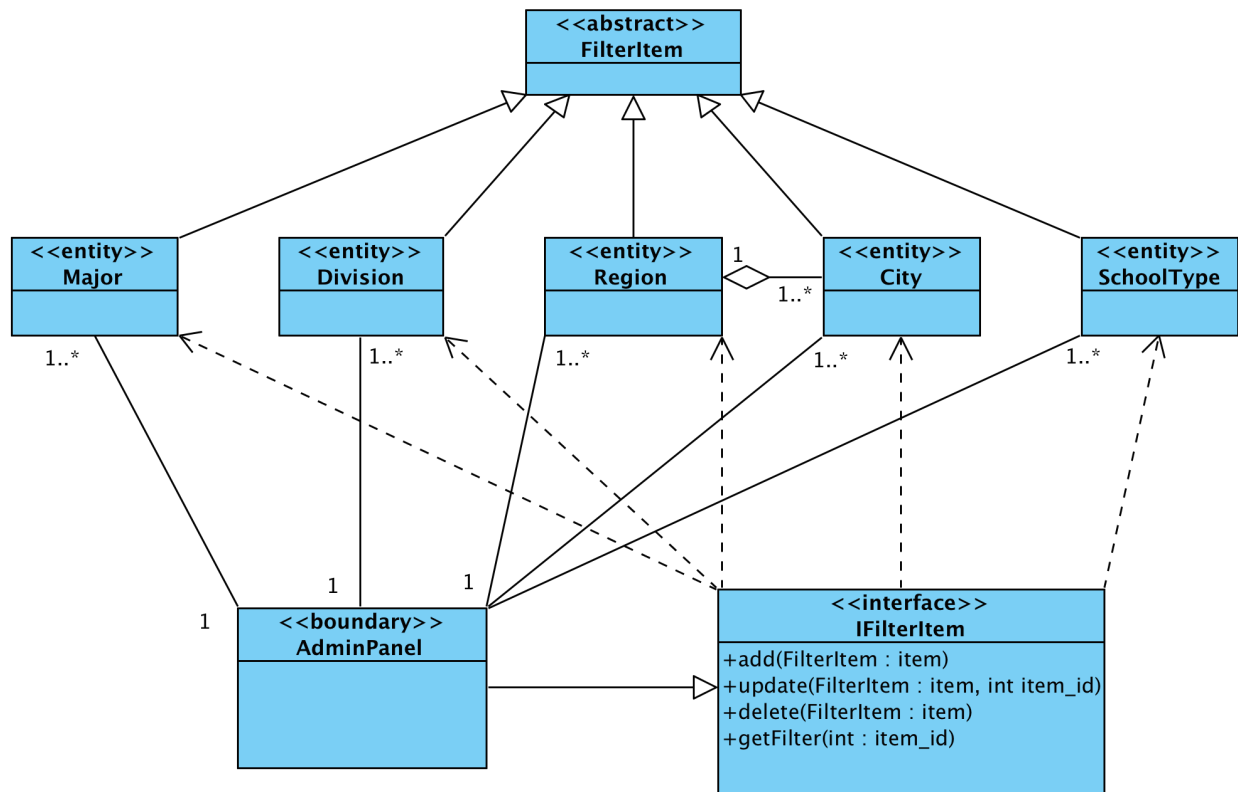 <<abstract>>
FilterItem
<<entity>>
Major
<<entity>>
Division
<<entity>>
Region
1
1..*
<<entity>>
City
<<entity>>
SchoolType
1..*
1..*
1..*
1..*
1..*
1
1
1
<<boundary>>
AdminPanel
<<interface>>
IFilterItem
+add(FilterItem : item)
+update(FilterItem : item, int item_id)
+delete(FilterItem : item)
+getFilter(int : item_id)